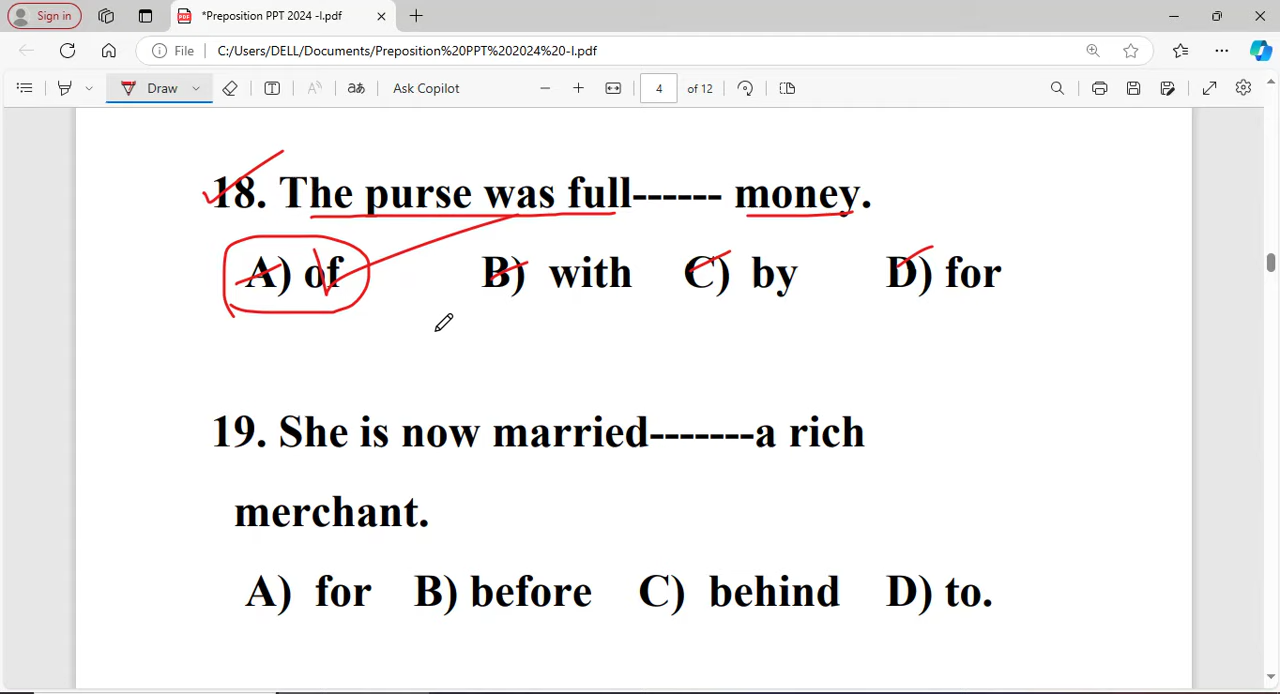 Sign in
*Preposition PPT 2024 -I.pdf
File
C:/Users/DELL/Documents/Preposition%20PPT%202024%20-I.pdf
Draw
Ask Copilot
4 of 12
18. The purse was full------ money.
A) of B) with C) by D) for
19. She is now married-------a rich
merchant.
A) for B) before C) behind D) to.